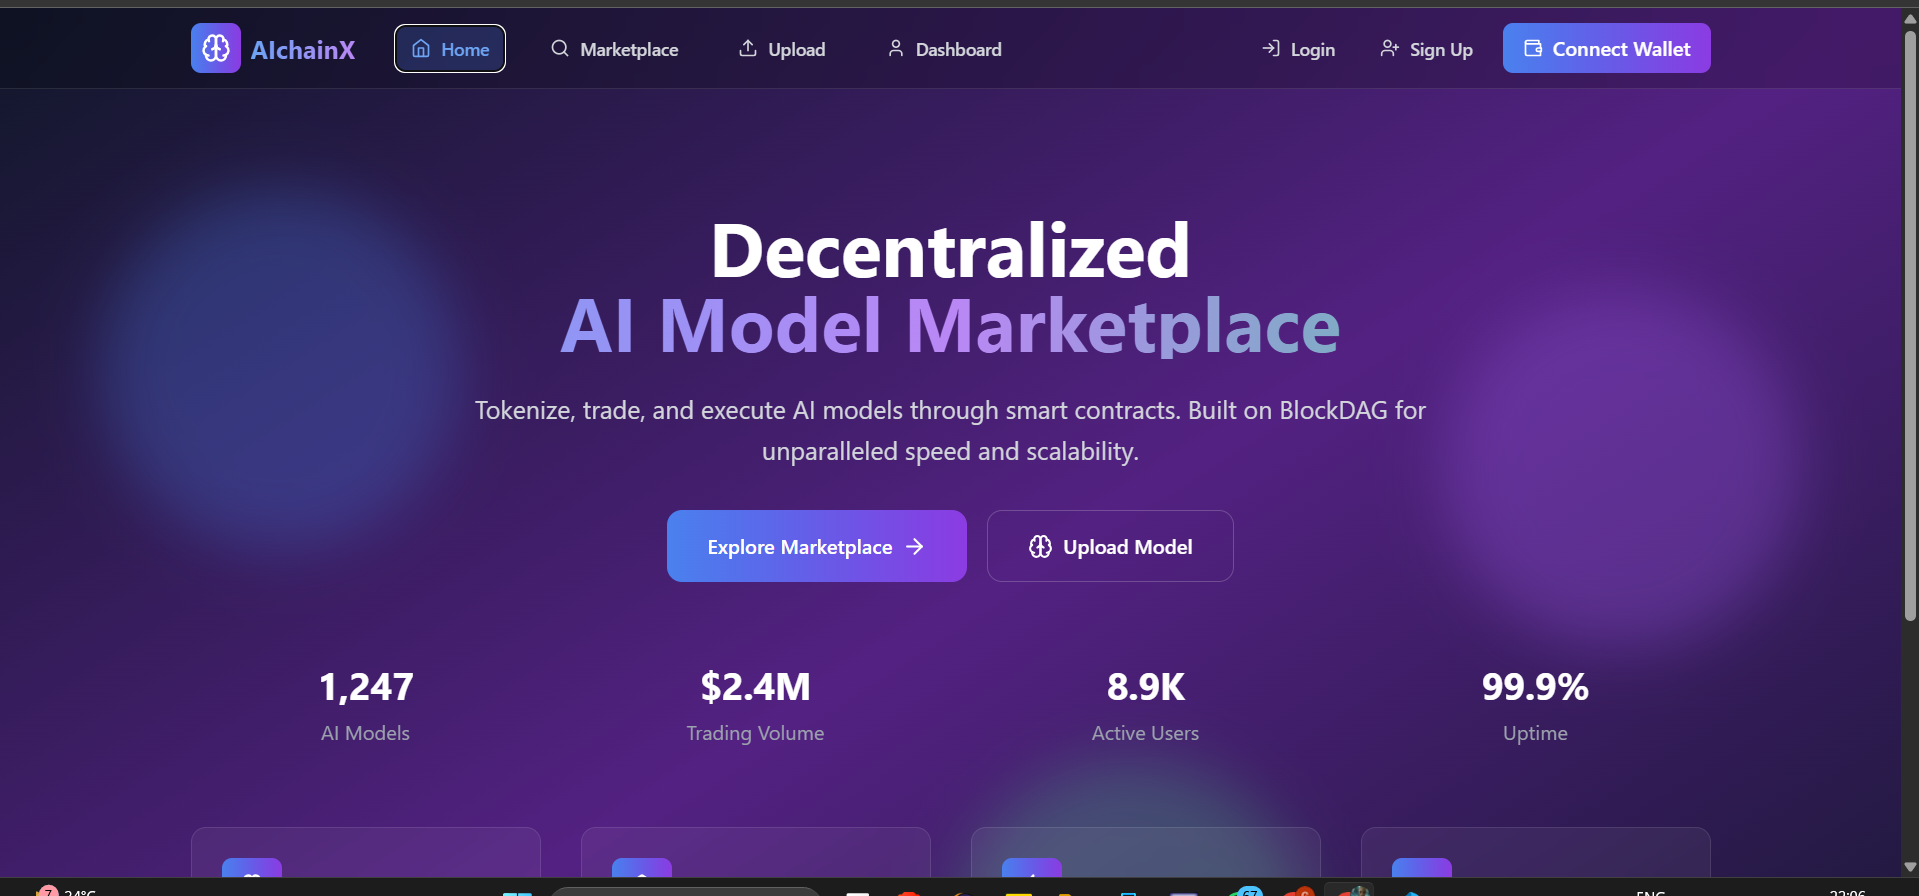 AIchainX
Home
Marketplace
Upload
Dashboard
Login
Sign Up
Connect Wallet
Decentralized
AI Model Marketplace
Tokenize, trade, and execute AI models through smart contracts. Built on BlockDAG for
unparalleled speed and scalability.
Explore Marketplace
Upload Model
1,247
$2.4M
8.9K
99.9%
AI Models
Trading Volume
Active Users
Uptime
7
67